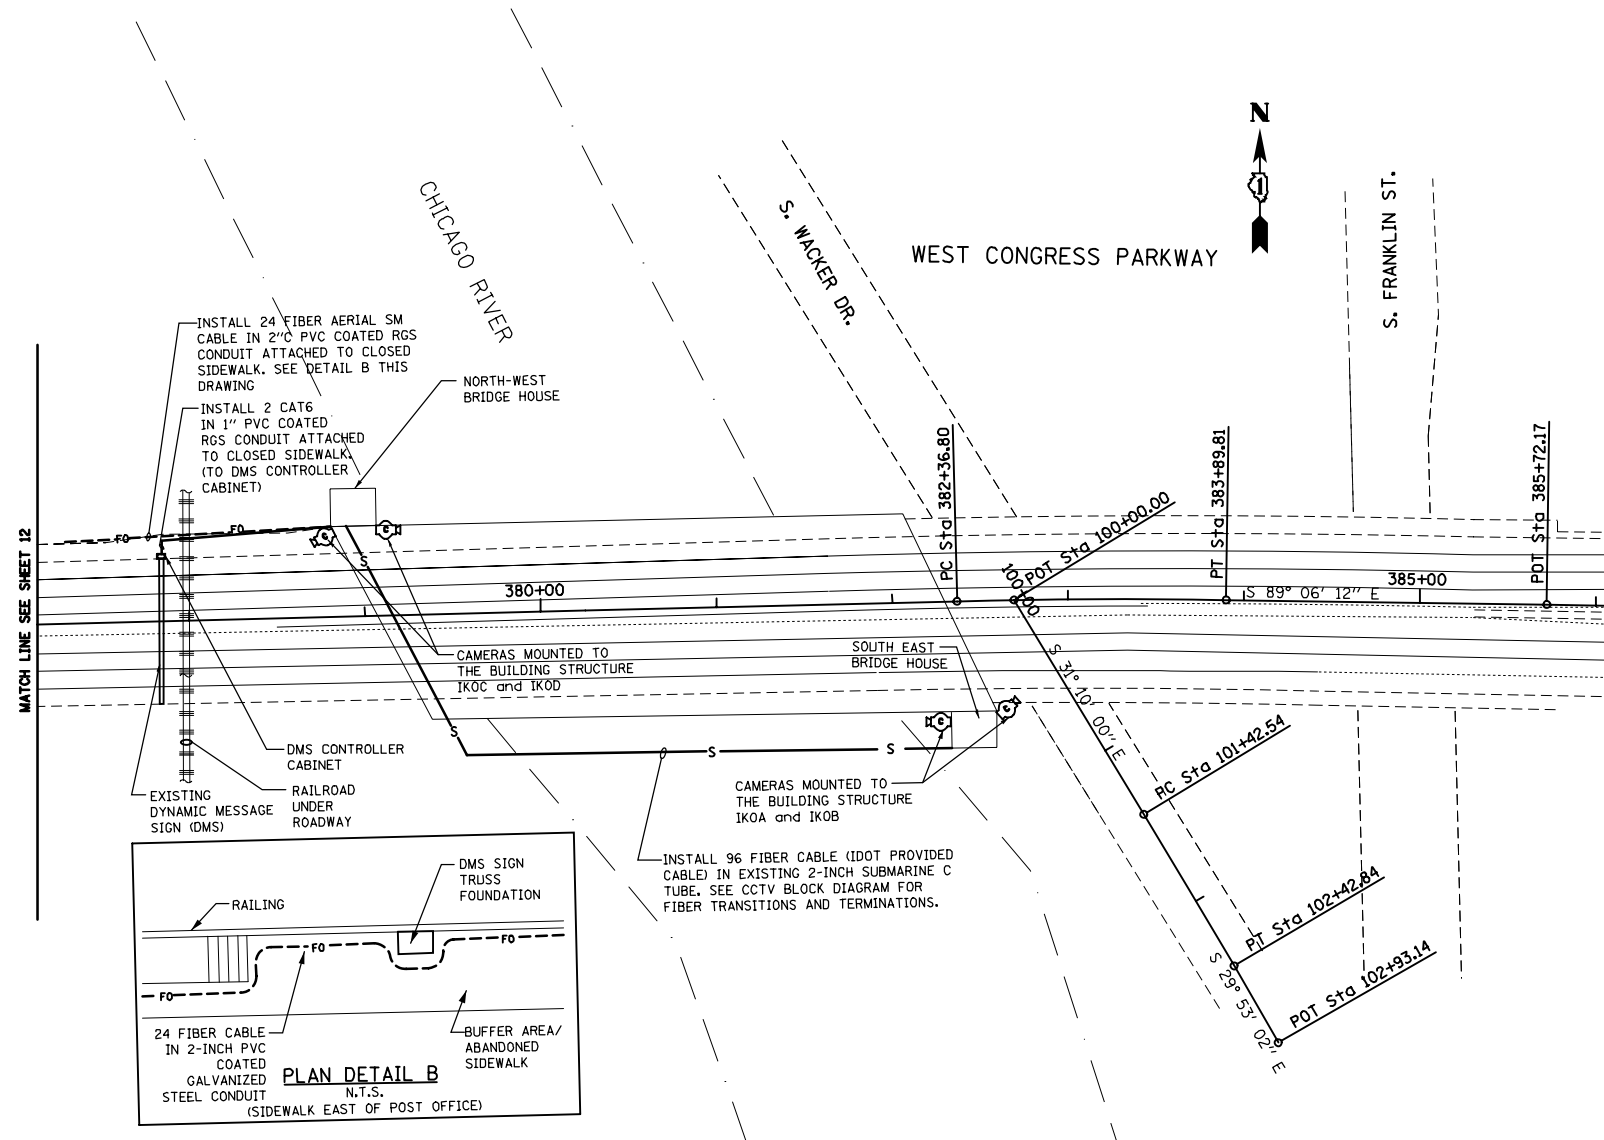 N
1
CHICAGO RIVER
S. WACKER DR.
WEST CONGRESS PARKWAY
S. FRANKLIN ST.
INSTALL 24 FIBER AERIAL SM
CABLE IN 2"C PVC COATED RGS
CONDUIT ATTACHED TO CLOSED
SIDEWALK. SEE DETAIL B THIS
DRAWING
NORTH-WEST
BRIDGE HOUSE
INSTALL 2 CAT6
IN 1" PVC COATED
RGS CONDUIT ATTACHED
TO CLOSED SIDEWALK.
(TO DMS CONTROLLER
CABINET)
MATCH LINE SEE SHEET 12
FO
FO
C
C
S
380+00
PC Sta 382+36.80
100+00
POT Sta 100+00.00
PT Sta 383+89.81
S 89° 06' 12" E
385+00
POT Sta 385+72.17
CAMERAS MOUNTED TO
THE BUILDING STRUCTURE
IKOC and IKOD
SOUTH EAST
BRIDGE HOUSE
S 31° 10' 00" E
S
S
S
C
C
DMS CONTROLLER
CABINET
EXISTING
DYNAMIC MESSAGE
SIGN (DMS)
RAILROAD
UNDER
ROADWAY
CAMERAS MOUNTED TO
THE BUILDING STRUCTURE
IKOA and IKOB
PC Sta 101+42.54
INSTALL 96 FIBER CABLE (IDOT PROVIDED
CABLE) IN EXISTING 2-INCH SUBMARINE C
TUBE. SEE CCTV BLOCK DIAGRAM FOR
FIBER TRANSITIONS AND TERMINATIONS.
PT Sta 102+42.84
S 29° 53' 02" E
POT Sta 102+93.14
DMS SIGN
TRUSS
FOUNDATION
RAILING
FO
FO
FO
24 FIBER CABLE
IN 2-INCH PVC
COATED
GALVANIZED
STEEL CONDUIT
BUFFER AREA/
ABANDONED
SIDEWALK
PLAN DETAIL B
N.T.S.
(SIDEWALK EAST OF POST OFFICE)